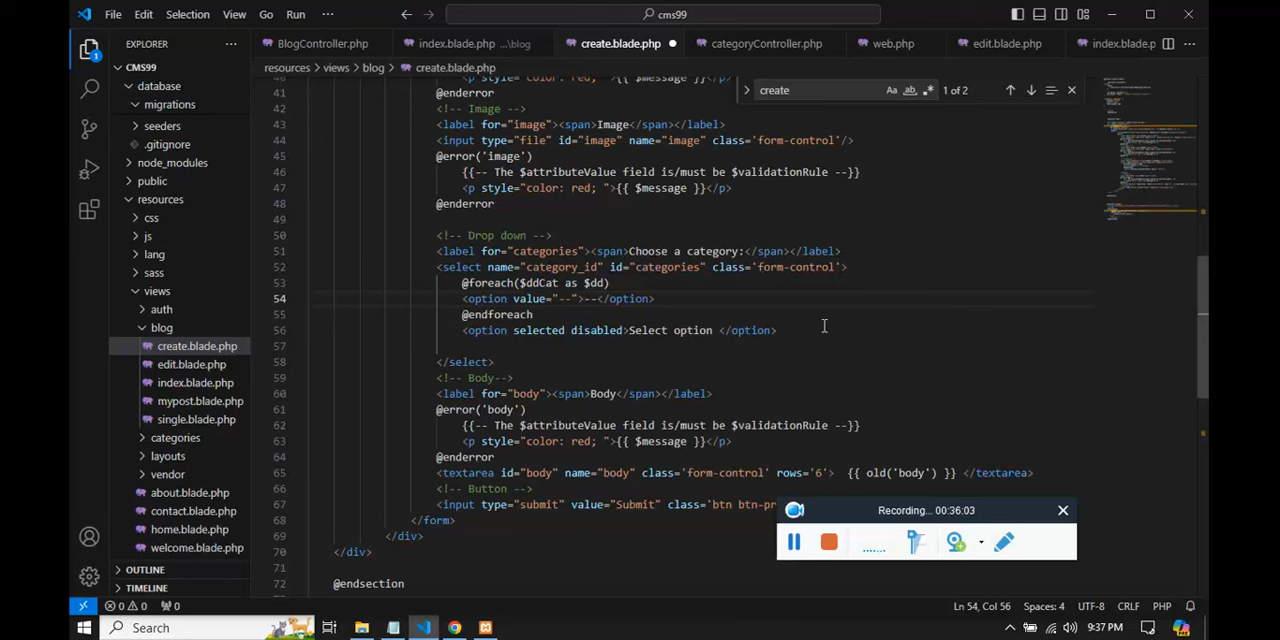 File Edit Selection View Go Run ··· cms99
EXPLORER ···
BlogController.php index.blade.php ...\blog create.blade.php categoryController.php web.php edit.blade.php index.blade.p ···
CMS99
resources > views > blog > create.blade.php
database
migrations
seeders
.gitignore
node_modules
public
resources
css
js
lang
sass
views
auth
blog
create.blade.php
edit.blade.php
index.blade.php
mypost.blade.php
single.blade.php
categories
layouts
vendor
about.blade.php
contact.blade.php
home.blade.php
welcome.blade.php
OUTLINE
TIMELINE
create Aa ab .* 1 of 2
40 <p style="color: red; ">{{ $message }}</p>
41 @enderror
42 <!-- Image -->
43 <label for="image"><span>Image</span></label>
44 <input type="file" id="image" name="image" class='form-control'/>
45 @error('image')
46 {{-- The $attributeValue field is/must be $validationRule --}}
47 <p style="color: red; ">{{ $message }}</p>
48 @enderror
49
50 <!-- Drop down -->
51 <label for="categories"><span>Choose a category:</span></label>
52 <select name="category_id" id="categories" class='form-control'>
53 @foreach($ddCat as $dd)
54 <option value="--">--</option>
55 @endforeach
56 <option selected disabled>Select option </option>
57
58 </select>
59 <!-- Body-->
60 <label for="body"><span>Body</span></label>
61 @error('body')
62 {{-- The $attributeValue field is/must be $validationRule --}}
63 <p style="color: red; ">{{ $message }}</p>
64 @enderror
65 <textarea id="body" name="body" class='form-control' rows='6'> {{ old('body') }} </textarea>
66 <!-- Button -->
67 <input type="submit" value="Submit" class='btn btn-pr
68 </form>
69 </div>
70 </div>
71
72 @endsection
Recording... 00:36:03
0 0 0 Ln 54, Col 56 Spaces: 4 UTF-8 CRLF PHP
Search 9:37 PM